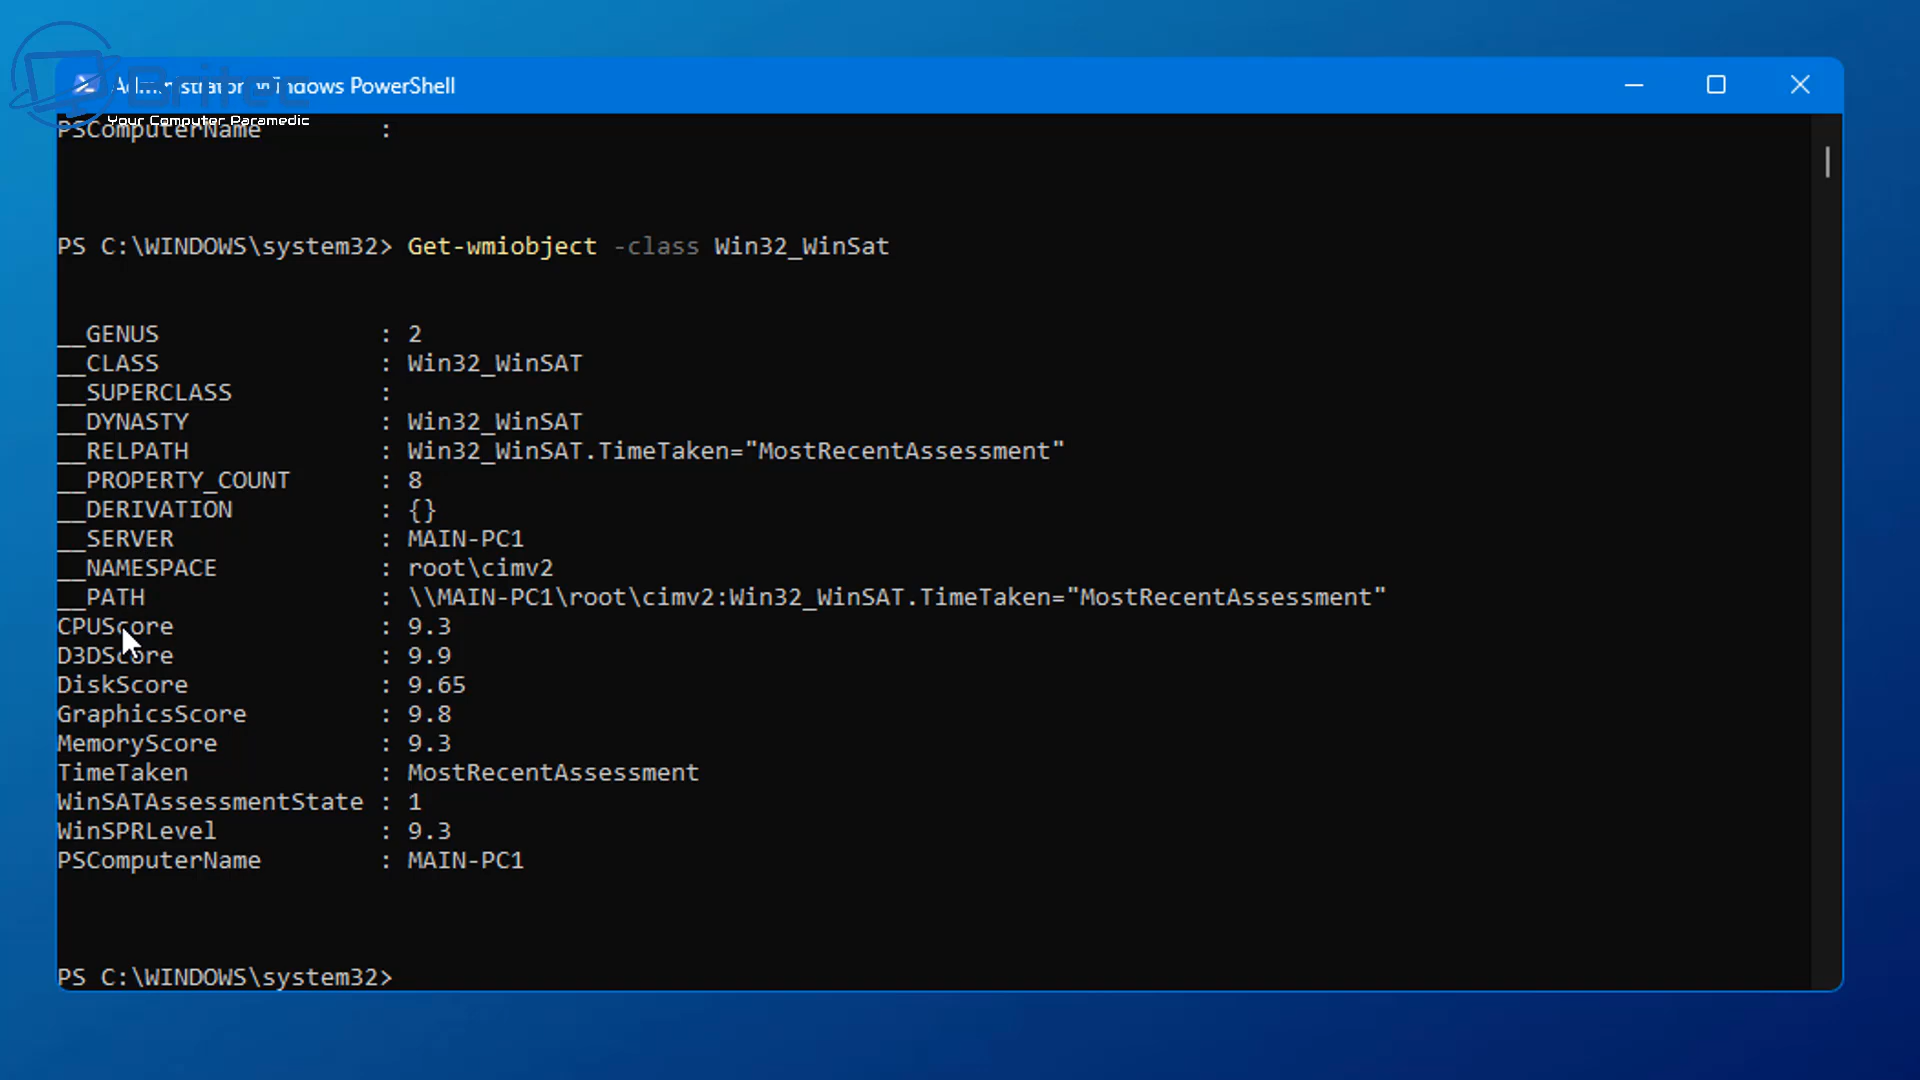 Britec
Your Computer Paramedic
Administrator: Windows PowerShell
PSComputerName :
PS C:\WINDOWS\system32> Get-wmiobject -class Win32_WinSat
__GENUS : 2
__CLASS : Win32_WinSAT
__SUPERCLASS :
__DYNASTY : Win32_WinSAT
__RELPATH : Win32_WinSAT.TimeTaken="MostRecentAssessment"
__PROPERTY_COUNT : 8
__DERIVATION : {}
__SERVER : MAIN-PC1
__NAMESPACE : root\cimv2
__PATH : \\MAIN-PC1\root\cimv2:Win32_WinSAT.TimeTaken="MostRecentAssessment"
CPUScore : 9.3
D3DScore : 9.9
DiskScore : 9.65
GraphicsScore : 9.8
MemoryScore : 9.3
TimeTaken : MostRecentAssessment
WinSATAssessmentState : 1
WinSPRLevel : 9.3
PSComputerName : MAIN-PC1
PS C:\WINDOWS\system32>